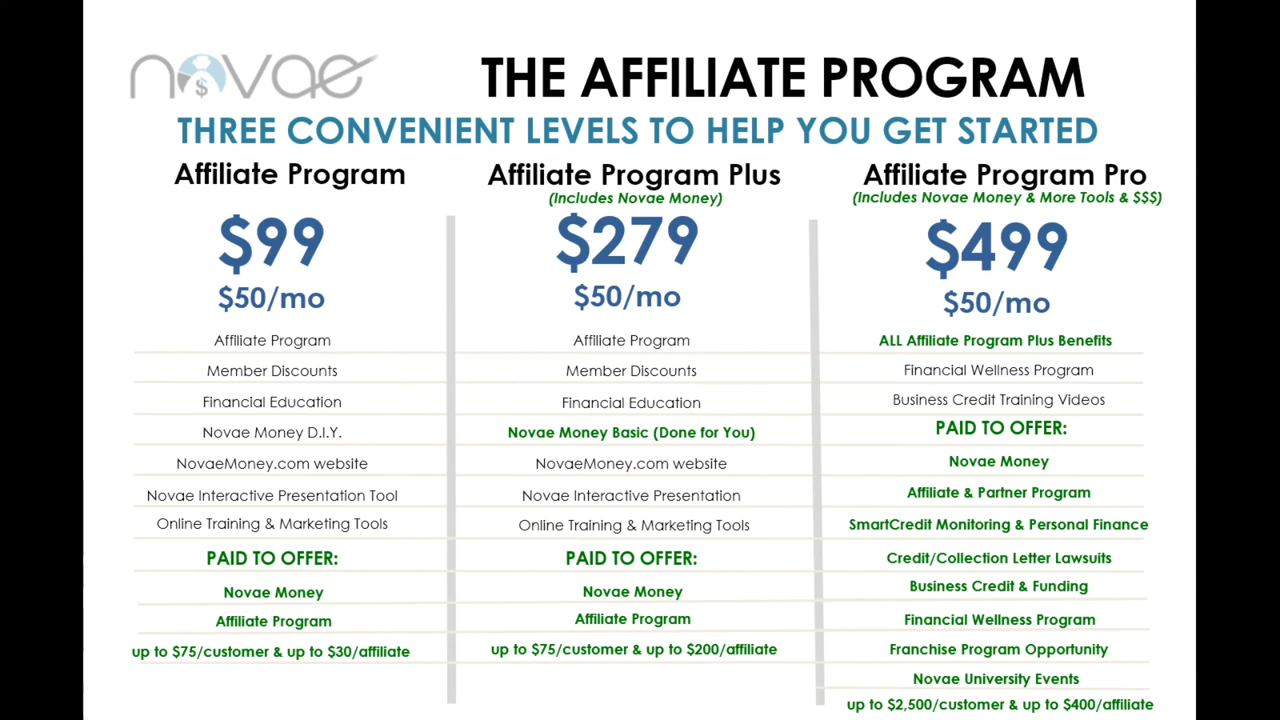 novae
THE AFFILIATE PROGRAM
THREE CONVENIENT LEVELS TO HELP YOU GET STARTED
Affiliate Program
$99
$50/mo
Affiliate Program
Member Discounts
Financial Education
Novae Money D.I.Y.
NovaeMoney.com website
Novae Interactive Presentation Tool
Online Training & Marketing Tools
PAID TO OFFER:
Novae Money
Affiliate Program
up to $75/customer & up to $30/affiliate
Affiliate Program Plus
(Includes Novae Money)
$279
$50/mo
Affiliate Program
Member Discounts
Financial Education
Novae Money Basic (Done for You)
NovaeMoney.com website
Novae Interactive Presentation
Online Training & Marketing Tools
PAID TO OFFER:
Novae Money
Affiliate Program
up to $75/customer & up to $200/affiliate
Affiliate Program Pro
(Includes Novae Money & More Tools & $$$)
$499
$50/mo
ALL Affiliate Program Plus Benefits
Financial Wellness Program
Business Credit Training Videos
PAID TO OFFER:
Novae Money
Affiliate & Partner Program
SmartCredit Monitoring & Personal Finance
Credit/Collection Letter Lawsuits
Business Credit & Funding
Financial Wellness Program
Franchise Program Opportunity
Novae University Events
up to $2,500/customer & up to $400/affiliate